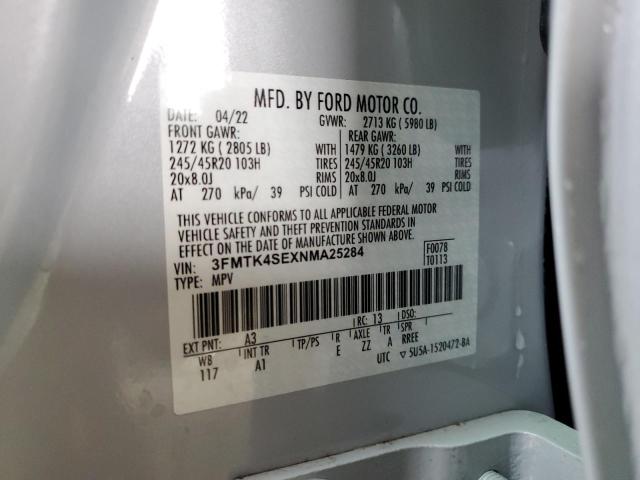 MFD. BY FORD MOTOR CO.
DATE: 04/22 GVWR: 2713 KG ( 5980 LB)
FRONT GAWR: REAR GAWR:
1272 KG ( 2805 LB) WITH 1479 KG ( 3260 LB) WITH
245/45R20 103H TIRES 245/45R20 103H TIRES
20x8.0J RIMS 20x8.0J RIMS
AT 270 kPa/ 39 PSI COLD AT 270 kPa/ 39 PSI COLD
THIS VEHICLE CONFORMS TO ALL APPLICABLE FEDERAL MOTOR
VEHICLE SAFETY AND THEFT PREVENTION STANDARDS IN
EFFECT ON THE DATE OF MANUFACTURE SHOWN ABOVE.
VIN: 3FMTK4SEXNMA25284 F0078
TYPE: MPV T0113
EXT PNT: A3 RC: 13 DSO:
WB INT TR TP/PS R AXLE TR SPR
117 A1 E ZZ A RREE
UTC ▽ 5U5A-1520472-BA